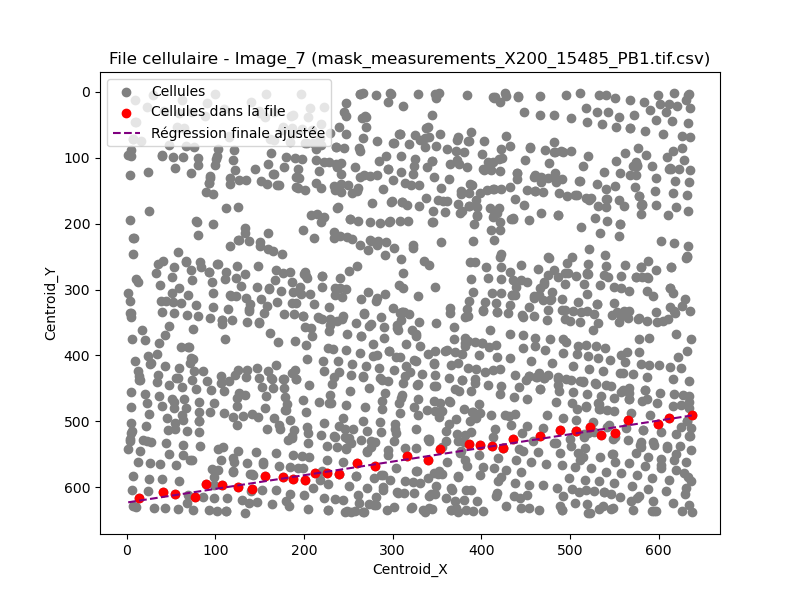 File cellulaire - Image_7 (mask_measurements_X200_15485_PB1.tif.csv)
Cellules
Cellules dans la file
Régression finale ajustée
0
100
200
300
400
500
600
Centroid_Y
0 100 200 300 400 500 600
Centroid_X